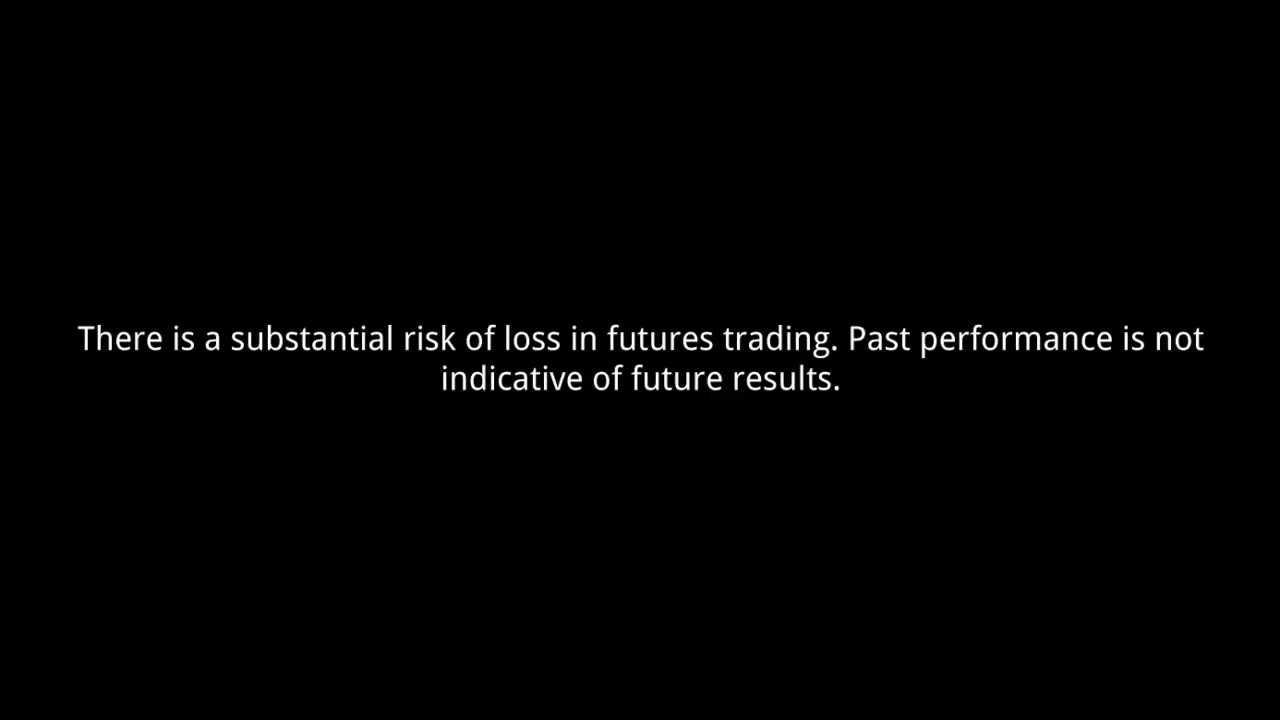 There is a substantial risk of loss in futures trading. Past performance is not
indicative of future results.